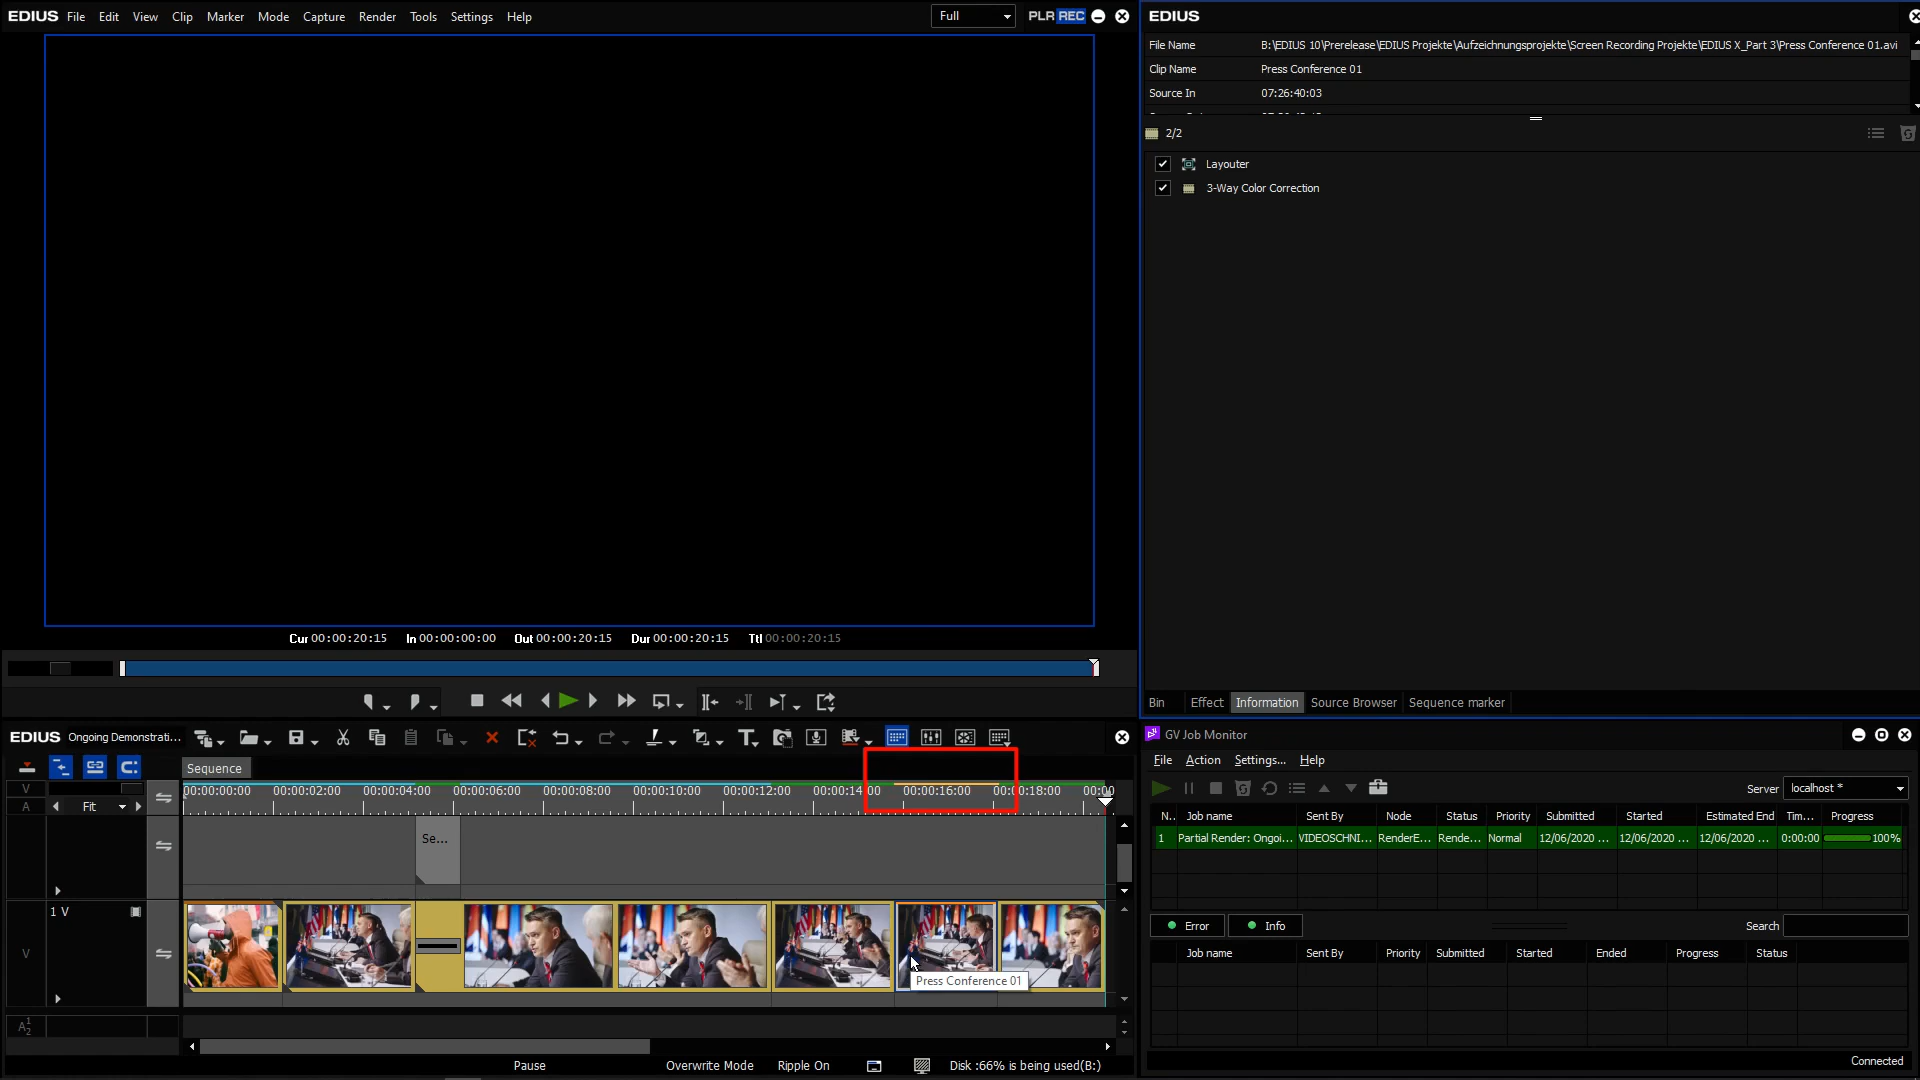 EDIUS File Edit View Clip Marker Mode Capture Render Tools Settings Help
Full PLR REC
Cur 00:00:20:15 In 00:00:00:00 Out 00:00:20:15 Dur 00:00:20:15 Ttl 00:00:20:15
EDIUS
File Name B:\EDIUS 10\Prerelease\EDIUS Projekte\Aufzeichnungsprojekte\Screen Recording Projekte\EDIUS X_Part 3\Press Conference 01.avi
Clip Name Press Conference 01
Source In 07:26:40:03
2/2
Layouter
3-Way Color Correction
Bin Effect Information Source Browser Sequence marker
EDIUS Ongoing Demonstrati...
Sequence
V
A Fit
00:00:00:00 00:00:02:00 00:00:04:00 00:00:06:00 00:00:08:00 00:00:10:00 00:00:12:00 00:00:14:00 00:00:16:00 00:00:18:00 00:00
Se...
1 V
V
Press Conference 01
A 1 2
Pause Overwrite Mode Ripple On Disk :66% is being used(B:)
GV Job Monitor
File Action Settings... Help
Server localhost *
N.. Job name Sent By Node Status Priority Submitted Started Estimated End Tim... Progress
1 Partial Render: Ongoi... VIDEOSCHNI... RenderE... Rende... Normal 12/06/2020 ... 12/06/2020 ... 12/06/2020 ... 0:00:00 100%
Error Info Search
Job name Sent By Priority Submitted Started Ended Progress Status
Connected